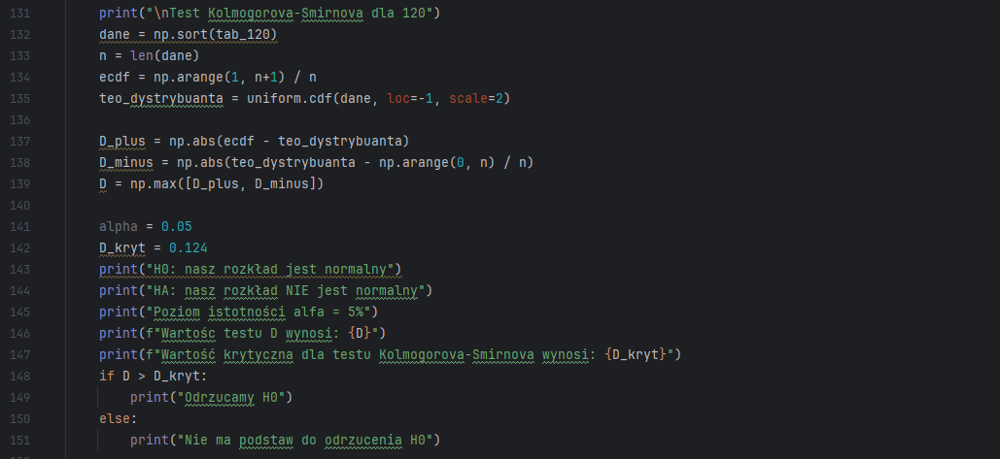 131 print("\nTest Kolmogorova-Smirnova dla 120")
132 dane = np.sort(tab_120)
133 n = len(dane)
134 ecdf = np.arange(1, n+1) / n
135 teo_dystrybuanta = uniform.cdf(dane, loc=-1, scale=2)
136
137 D_plus = np.abs(ecdf - teo_dystrybuanta)
138 D_minus = np.abs(teo_dystrybuanta - np.arange(0, n) / n)
139 D = np.max([D_plus, D_minus])
140
141 alpha = 0.05
142 D_kryt = 0.124
143 print("H0: nasz rozkład jest normalny")
144 print("HA: nasz rozkład NIE jest normalny")
145 print("Poziom istotności alfa = 5%")
146 print(f"Wartośc testu D wynosi: {D}")
147 print(f"Wartość krytyczna dla testu Kolmogorova-Smirnova wynosi: {D_kryt}")
148 if D > D_kryt:
149 print("Odrzucamy H0")
150 else:
151 print("Nie ma podstaw do odrzucenia H0")